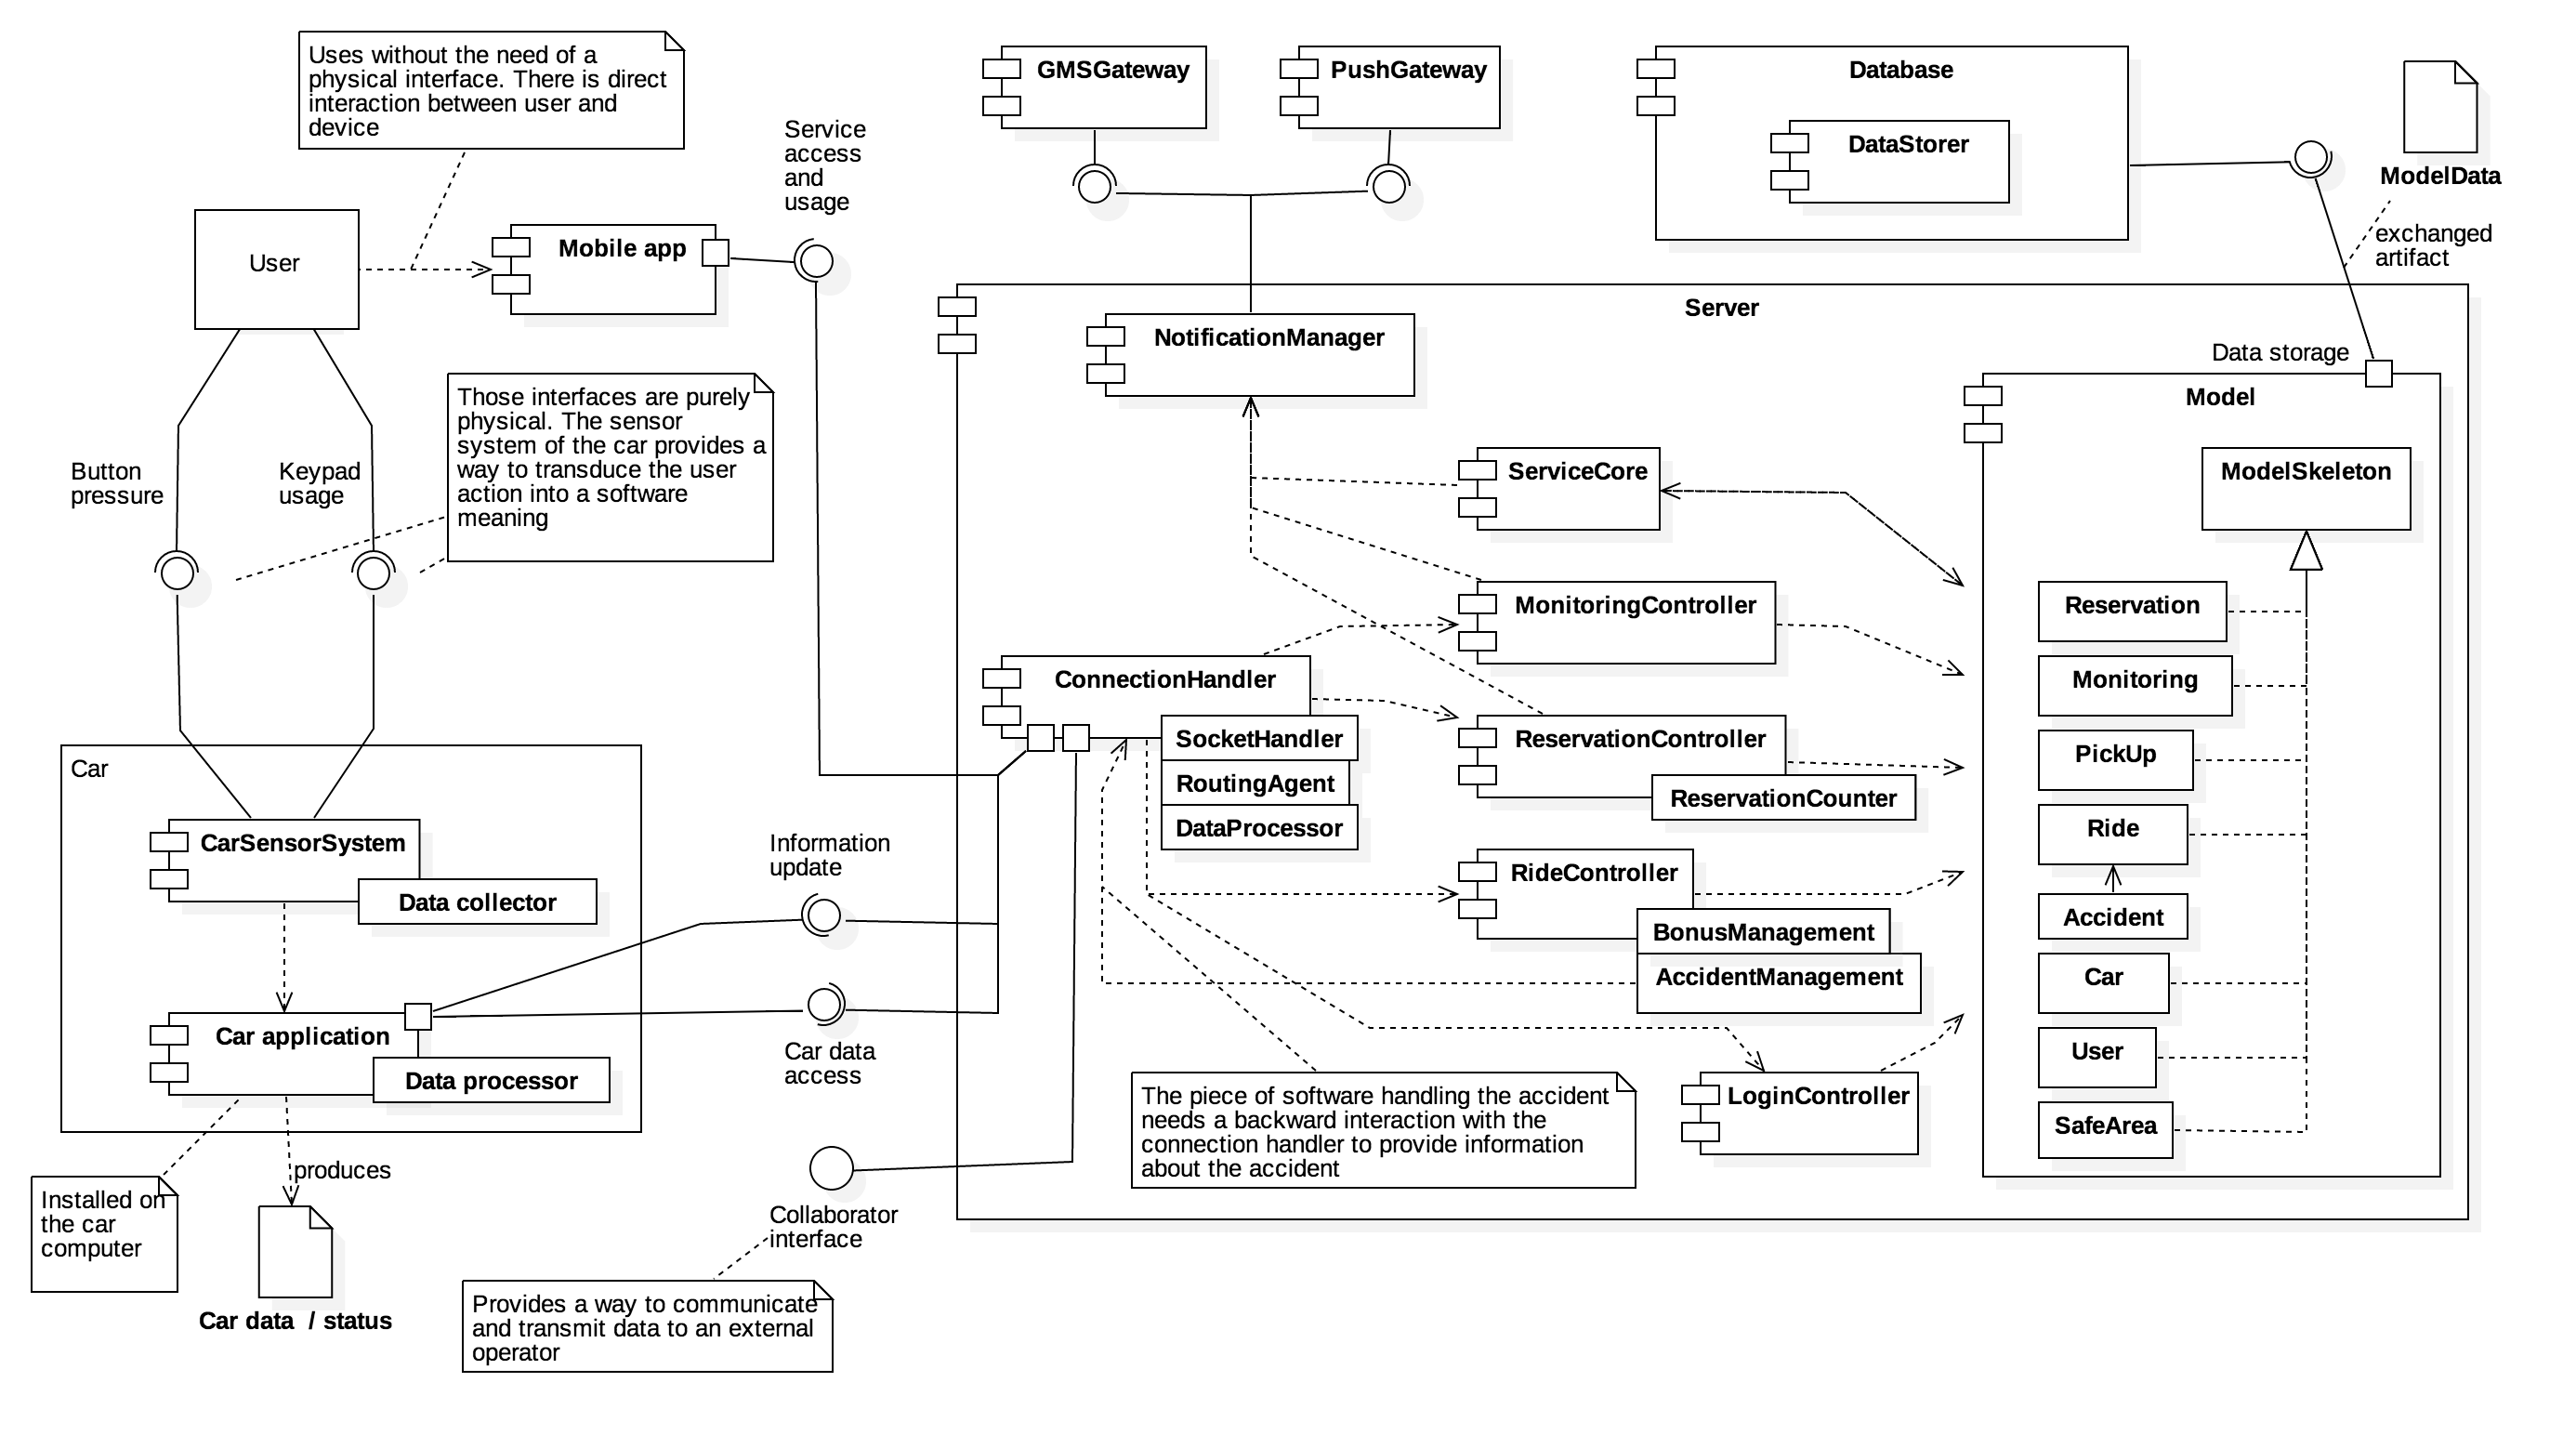 Uses without the need of a
physical interface. There is direct
interaction between user and
device
Service
access
and
usage
GMSGateway
PushGateway
Database
DataStorer
ModelData
exchanged
artifact
User
Mobile app
Server
NotificationManager
Data storage
Model
Those interfaces are purely
physical. The sensor
system of the car provides a
way to transduce the user
action into a software
meaning
Button
pressure
Keypad
usage
ServiceCore
ModelSkeleton
MonitoringController
Reservation
ConnectionHandler
Monitoring
SocketHandler
RoutingAgent
DataProcessor
ReservationController
ReservationCounter
PickUp
Car
CarSensorSystem
Data collector
Information
update
RideController
BonusManagement
AccidentManagement
Ride
Accident
Car
Car application
Data processor
Car data
access
The piece of software handling the accident
needs a backward interaction with the
connection handler to provide information
about the accident
LoginController
User
SafeArea
produces
Installed on
the car
computer
Car data / status
Collaborator
interface
Provides a way to communicate
and transmit data to an external
operator